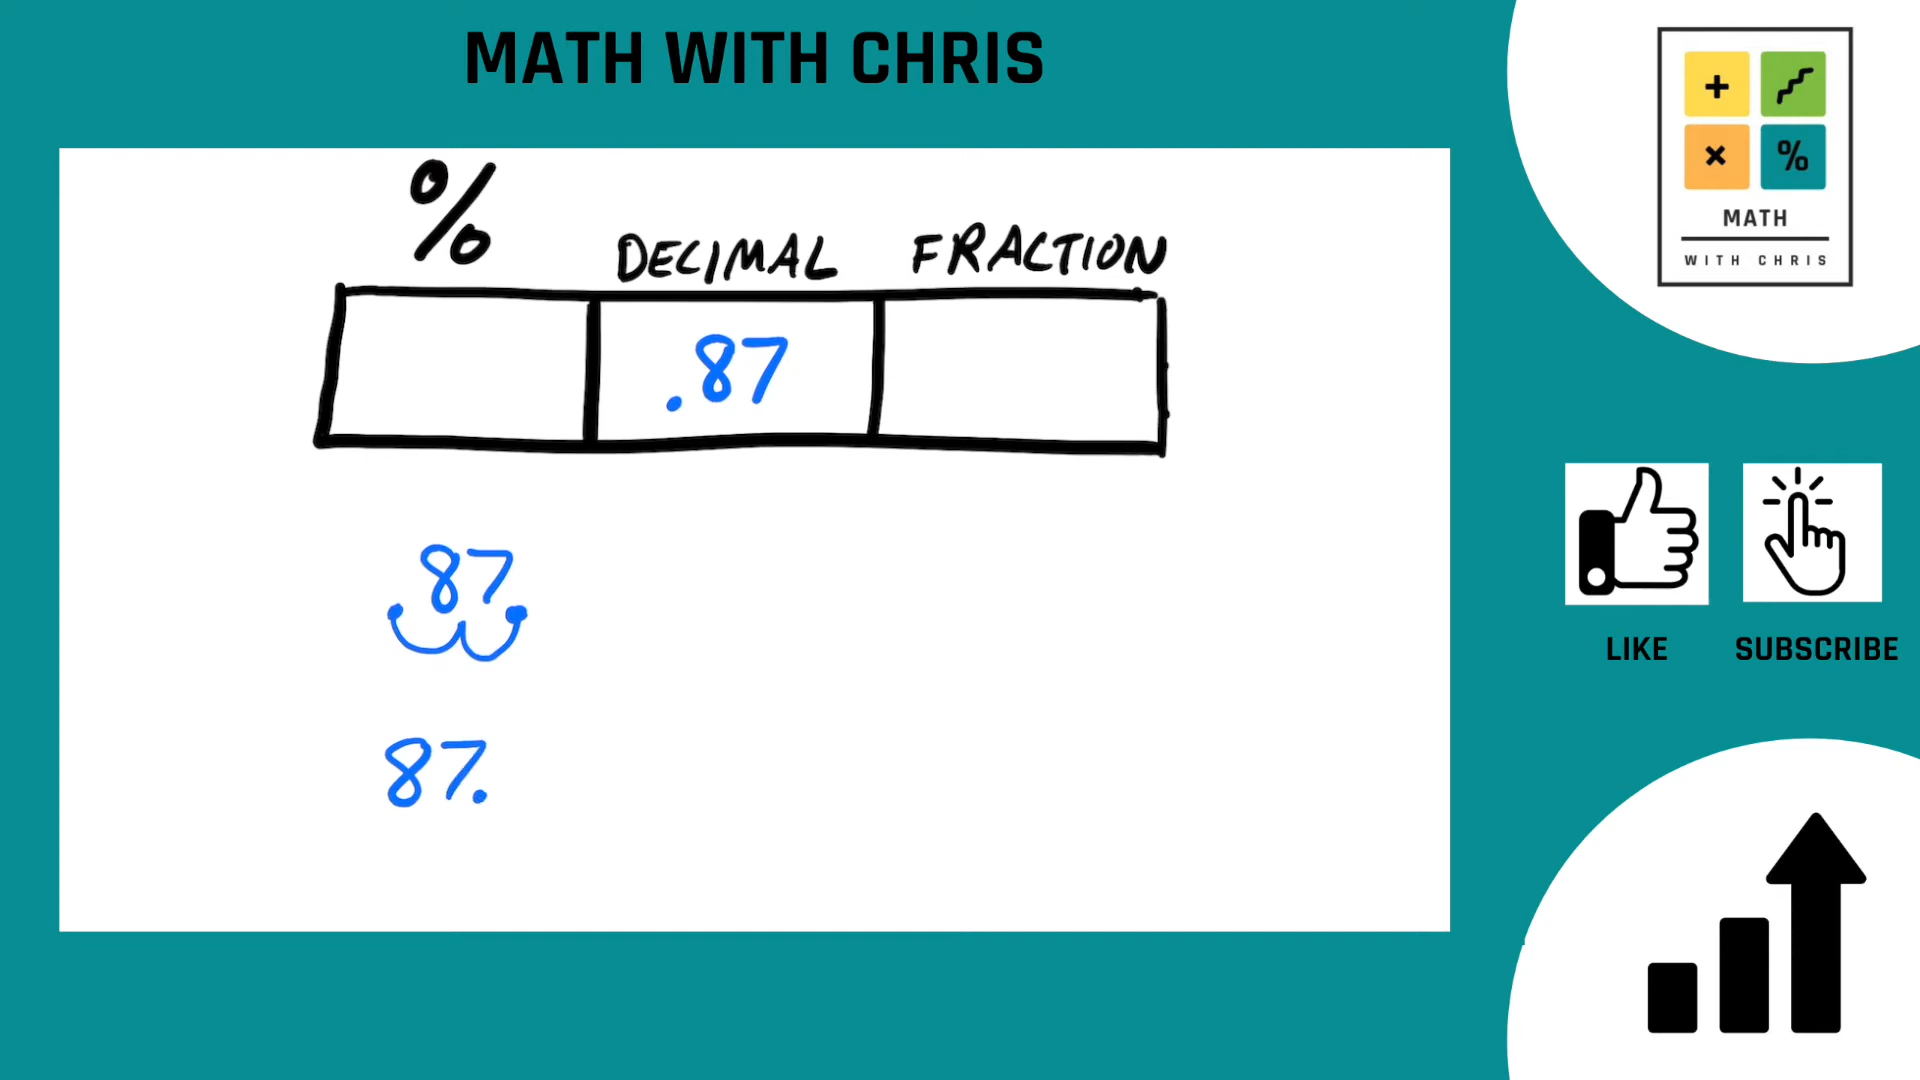 MATH WITH CHRIS
%
DECIMAL FRACTION
.87
.87.
87.
+
×
%
MATH
WITH CHRIS
LIKE SUBSCRIBE